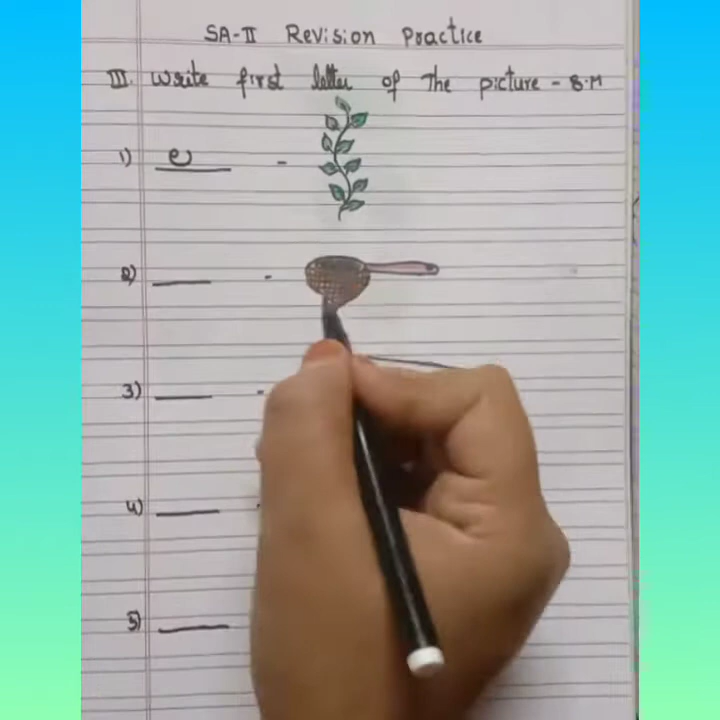 SA-II Revision Practice
III. Write first letter of The picture - 8.M
1) ల -
2) ___ -
3) ___ -
4) ___ -
5) ___